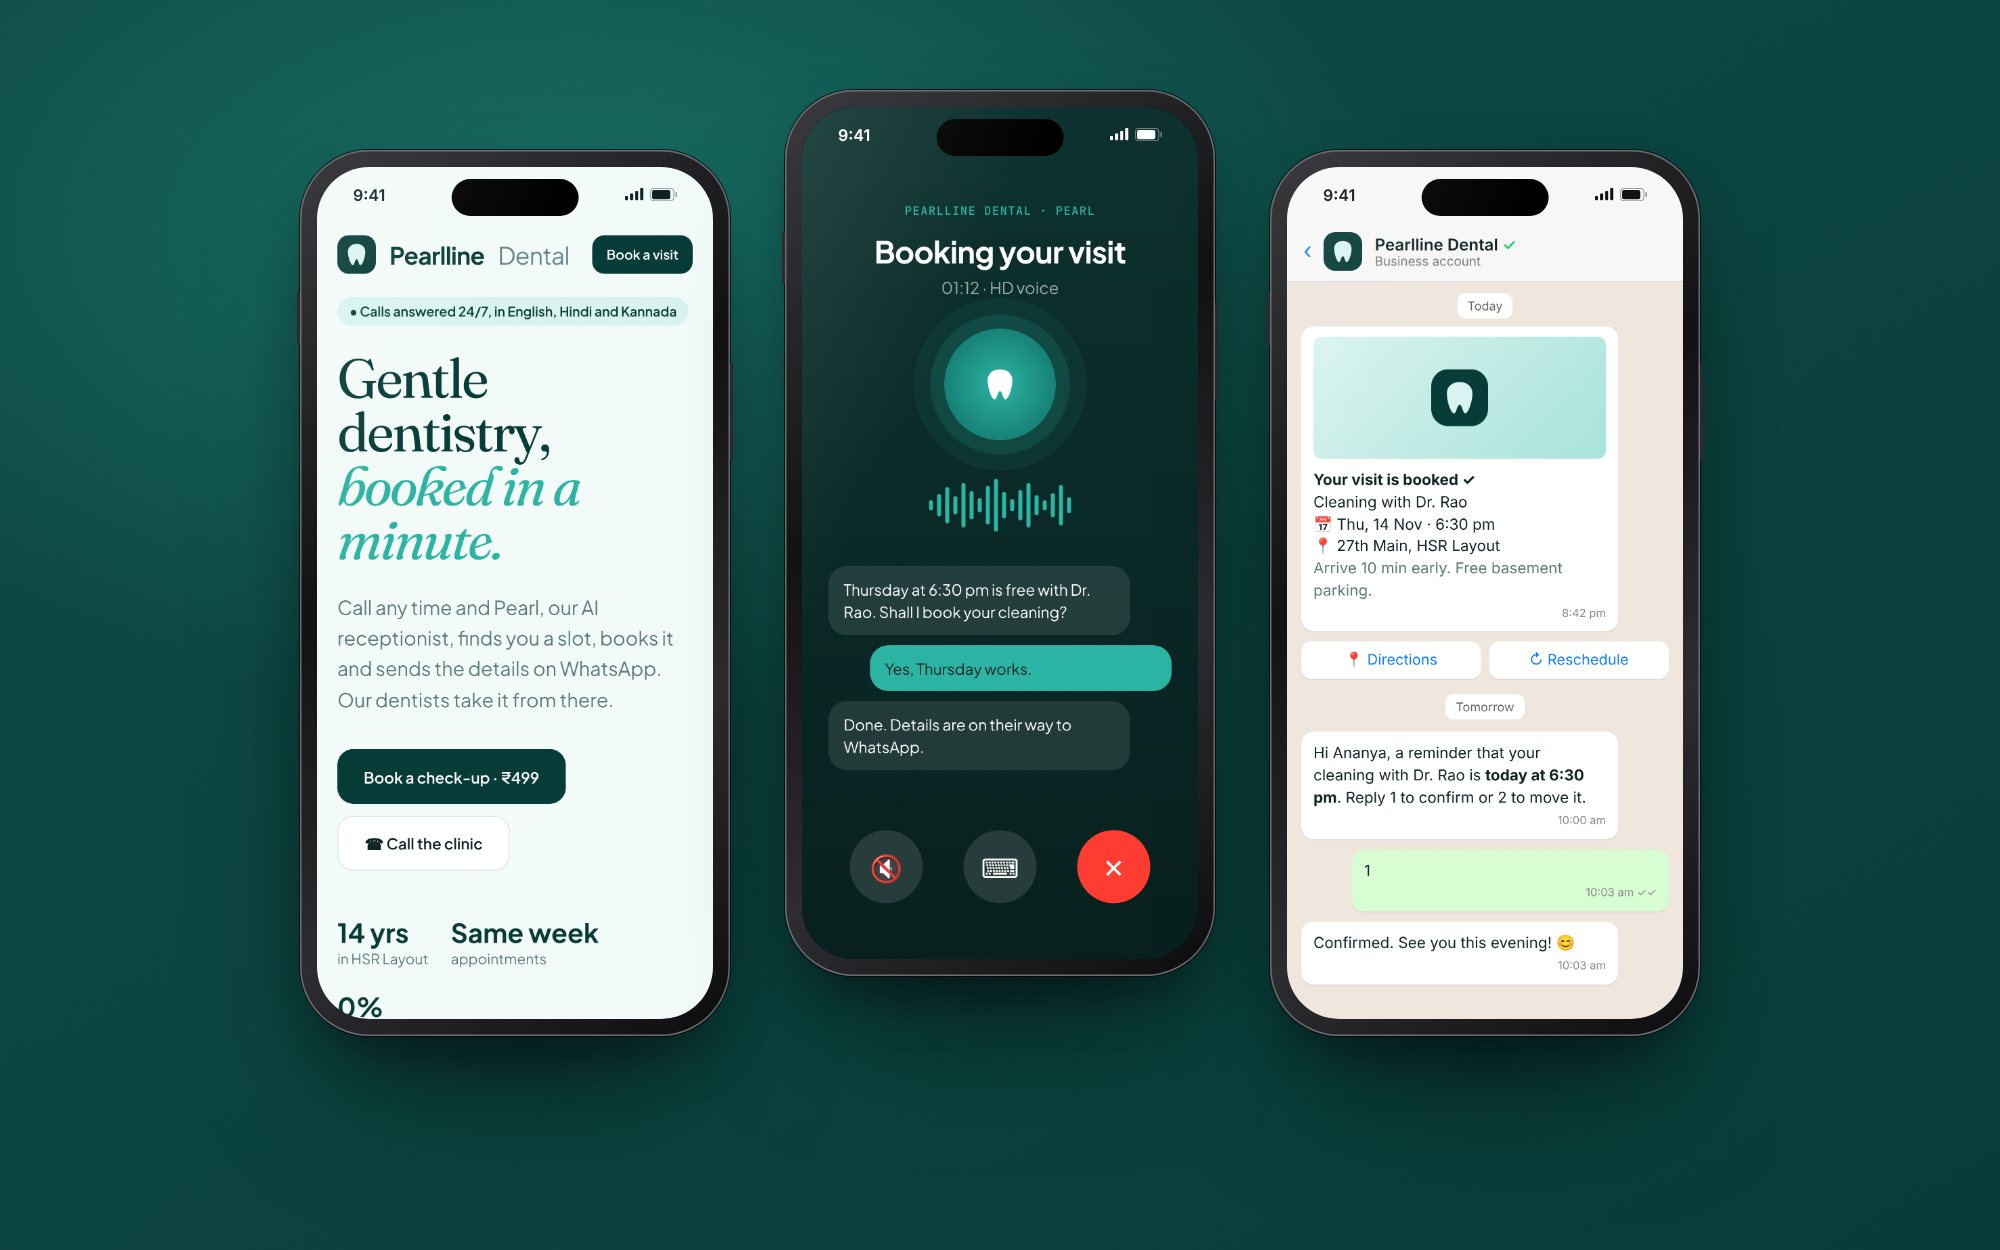 9:41
Pearlline Dental
Book a visit
• Calls answered 24/7, in English, Hindi and Kannada
Gentle
dentistry,
booked in a
minute.
Call any time and Pearl, our AI
receptionist, finds you a slot, books it
and sends the details on WhatsApp.
Our dentists take it from there.
Book a check-up · ₹499
☎ Call the clinic
14 yrs
in HSR Layout
Same week
appointments
0%
9:41
PEARLLINE DENTAL · PEARL
Booking your visit
01:12 · HD voice
Thursday at 6:30 pm is free with Dr.
Rao. Shall I book your cleaning?
Yes, Thursday works.
Done. Details are on their way to
WhatsApp.
9:41
Pearlline Dental ✓
Business account
Today
Your visit is booked ✓
Cleaning with Dr. Rao
📅 Thu, 14 Nov · 6:30 pm
📍 27th Main, HSR Layout
Arrive 10 min early. Free basement
parking.
8:42 pm
📍 Directions
↻ Reschedule
Tomorrow
Hi Ananya, a reminder that your
cleaning with Dr. Rao is today at 6:30
pm. Reply 1 to confirm or 2 to move it.
10:00 am
1
10:03 am ✓✓
Confirmed. See you this evening! 😊
10:03 am